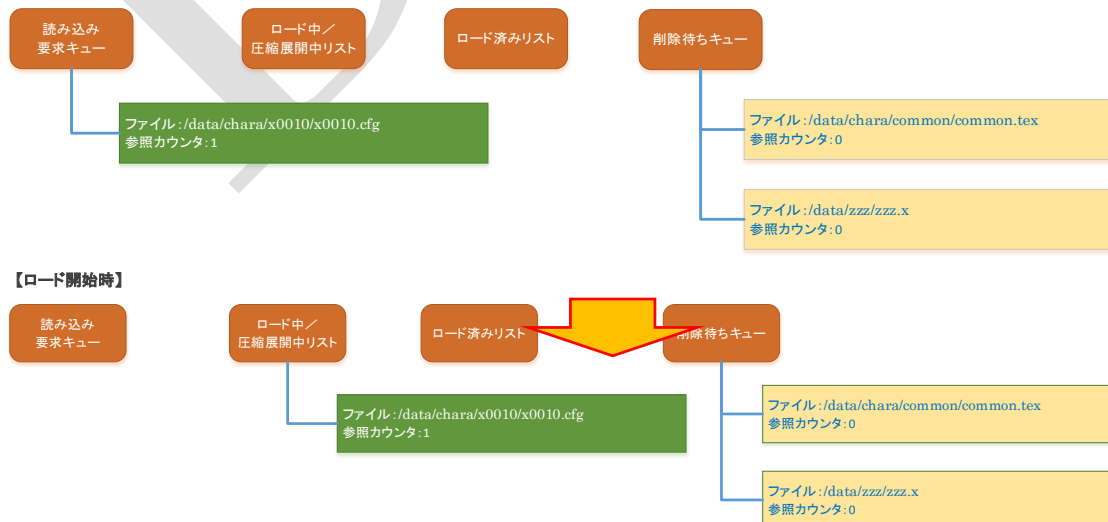 読み込み
要求キュー
ロード中／
圧縮展開中リスト
ロード済みリスト
削除待ちキュー
ファイル:/data/chara/x0010/x0010.cfg
参照カウンタ:1
ファイル:/data/chara/common/common.tex
参照カウンタ:0
ファイル:/data/zzz/zzz.x
参照カウンタ:0
【ロード開始時】
読み込み
要求キュー
ロード中／
圧縮展開中リスト
ロード済みリスト
削除待ちキュー
ファイル:/data/chara/x0010/x0010.cfg
参照カウンタ:1
ファイル:/data/chara/common/common.tex
参照カウンタ:0
ファイル:/data/zzz/zzz.x
参照カウンタ:0